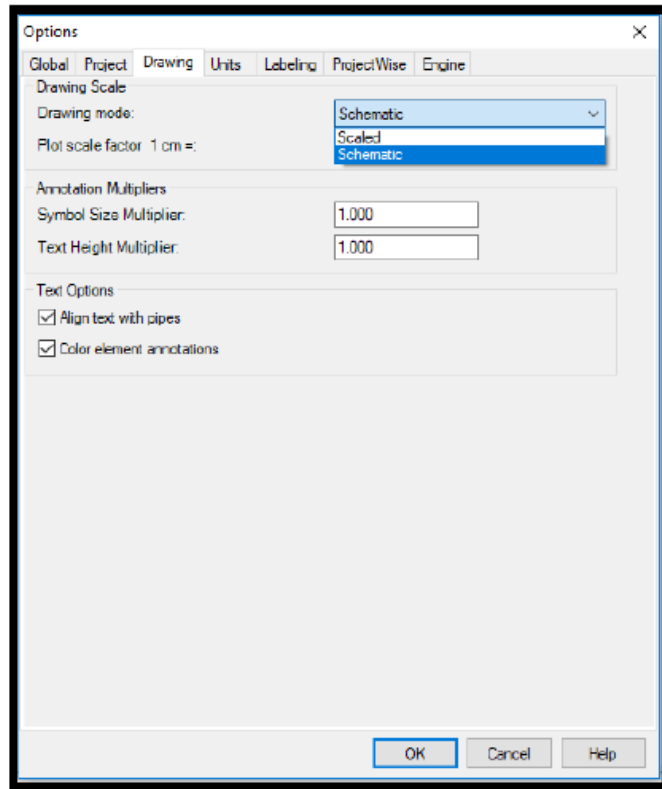 Options
Global Project Drawing Units Labeling ProjectWise Engine
Drawing Scale
Drawing mode: Schematic
Scaled
Plot scale factor 1 cm =:
Schematic
Annotation Multipliers
Symbol Size Multiplier: 1.000
Text Height Multiplier: 1.000
Text Options
Align text with pipes
Color element annotations
OK Cancel Help